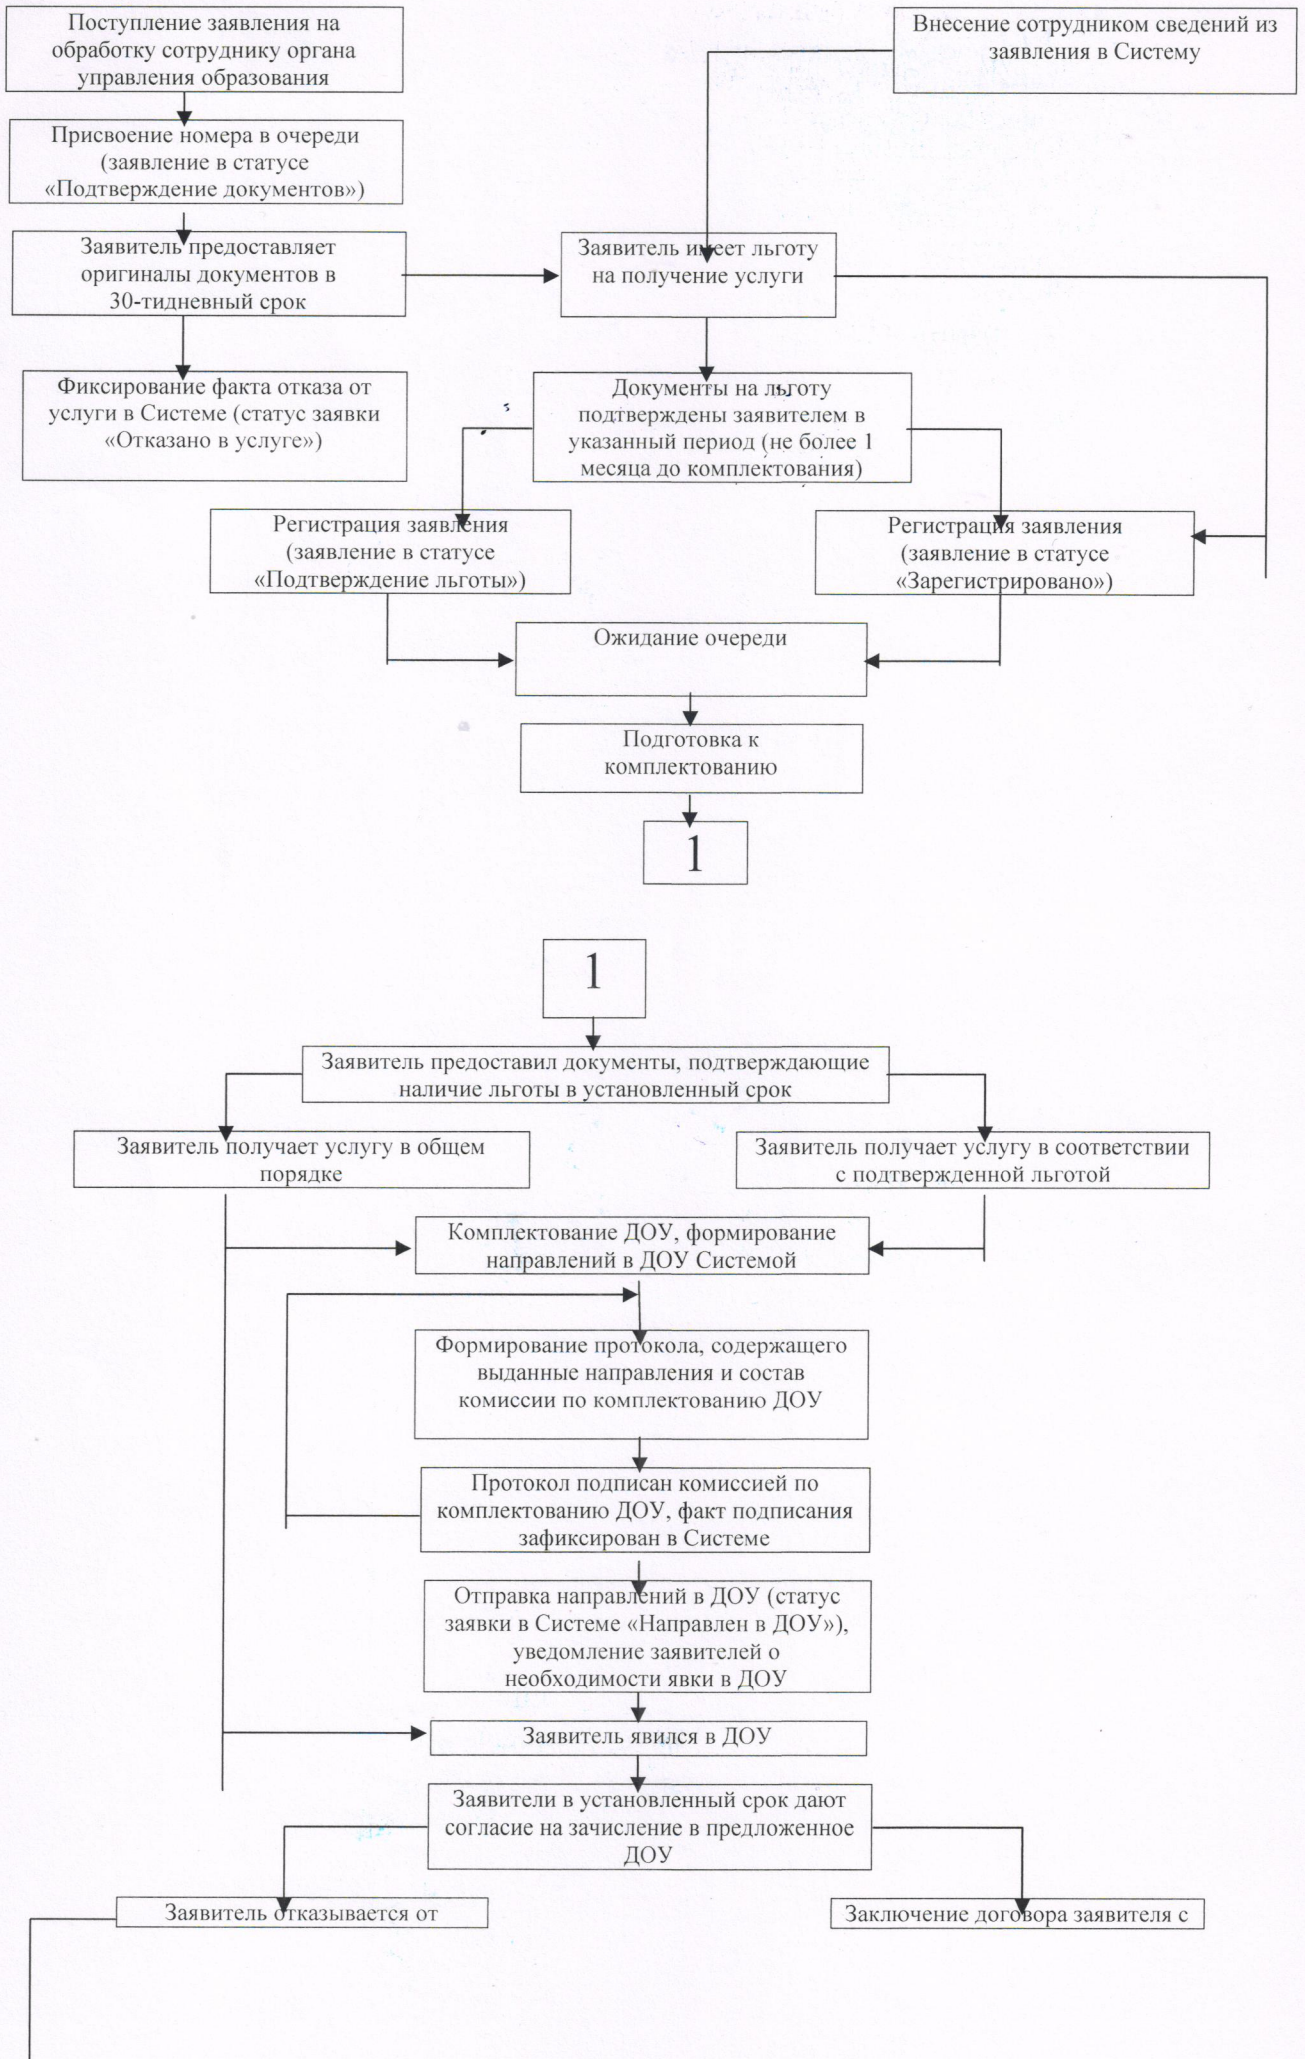 Поступление заявления на
обработку сотруднику органа
управления образования
Внесение сотрудником сведений из
заявления в Систему
Присвоение номера в очереди
(заявление в статусе
«Подтверждение документов»)
Заявитель предоставляет
оригиналы документов в
30-тидневный срок
Заявитель имеет льготу
на получение услуги
Фиксирование факта отказа от
услуги в Системе (статус заявки
«Отказано в услуге»)
Документы на льготу
подтверждены заявителем в
указанный период (не более 1
месяца до комплектования)
Регистрация заявления
(заявление в статусе
«Подтверждение льготы»)
Регистрация заявления
(заявление в статусе
«Зарегистрировано»)
Ожидание очереди
Подготовка к
комплектованию
1
1
Заявитель предоставил документы, подтверждающие
наличие льготы в установленный срок
Заявитель получает услугу в общем
порядке
Заявитель получает услугу в соответствии
с подтвержденной льготой
Комплектование ДОУ, формирование
направлений в ДОУ Системой
Формирование протокола, содержащего
выданные направления и состав
комиссии по комплектованию ДОУ
Протокол подписан комиссией по
комплектованию ДОУ, факт подписания
зафиксирован в Системе
Отправка направлений в ДОУ (статус
заявки в Системе «Направлен в ДОУ»),
уведомление заявителей о
необходимости явки в ДОУ
Заявитель явился в ДОУ
Заявители в установленный срок дают
согласие на зачисление в предложенное
ДОУ
Заявитель отказывается от
Заключение договора заявителя с